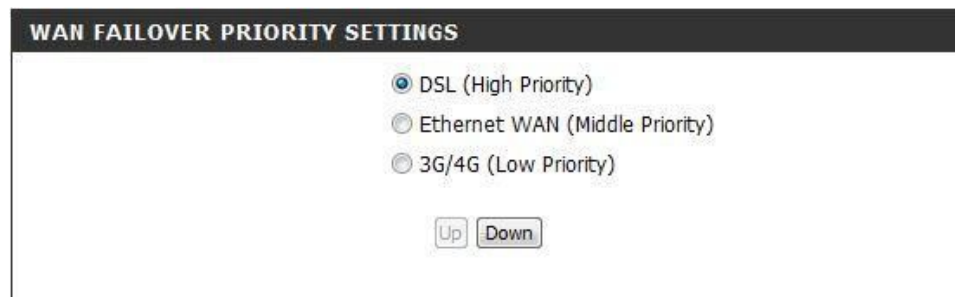 WAN FAILOVER PRIORITY SETTINGS
DSL (High Priority)
Ethernet WAN (Middle Priority)
3G/4G (Low Priority)
Up Down